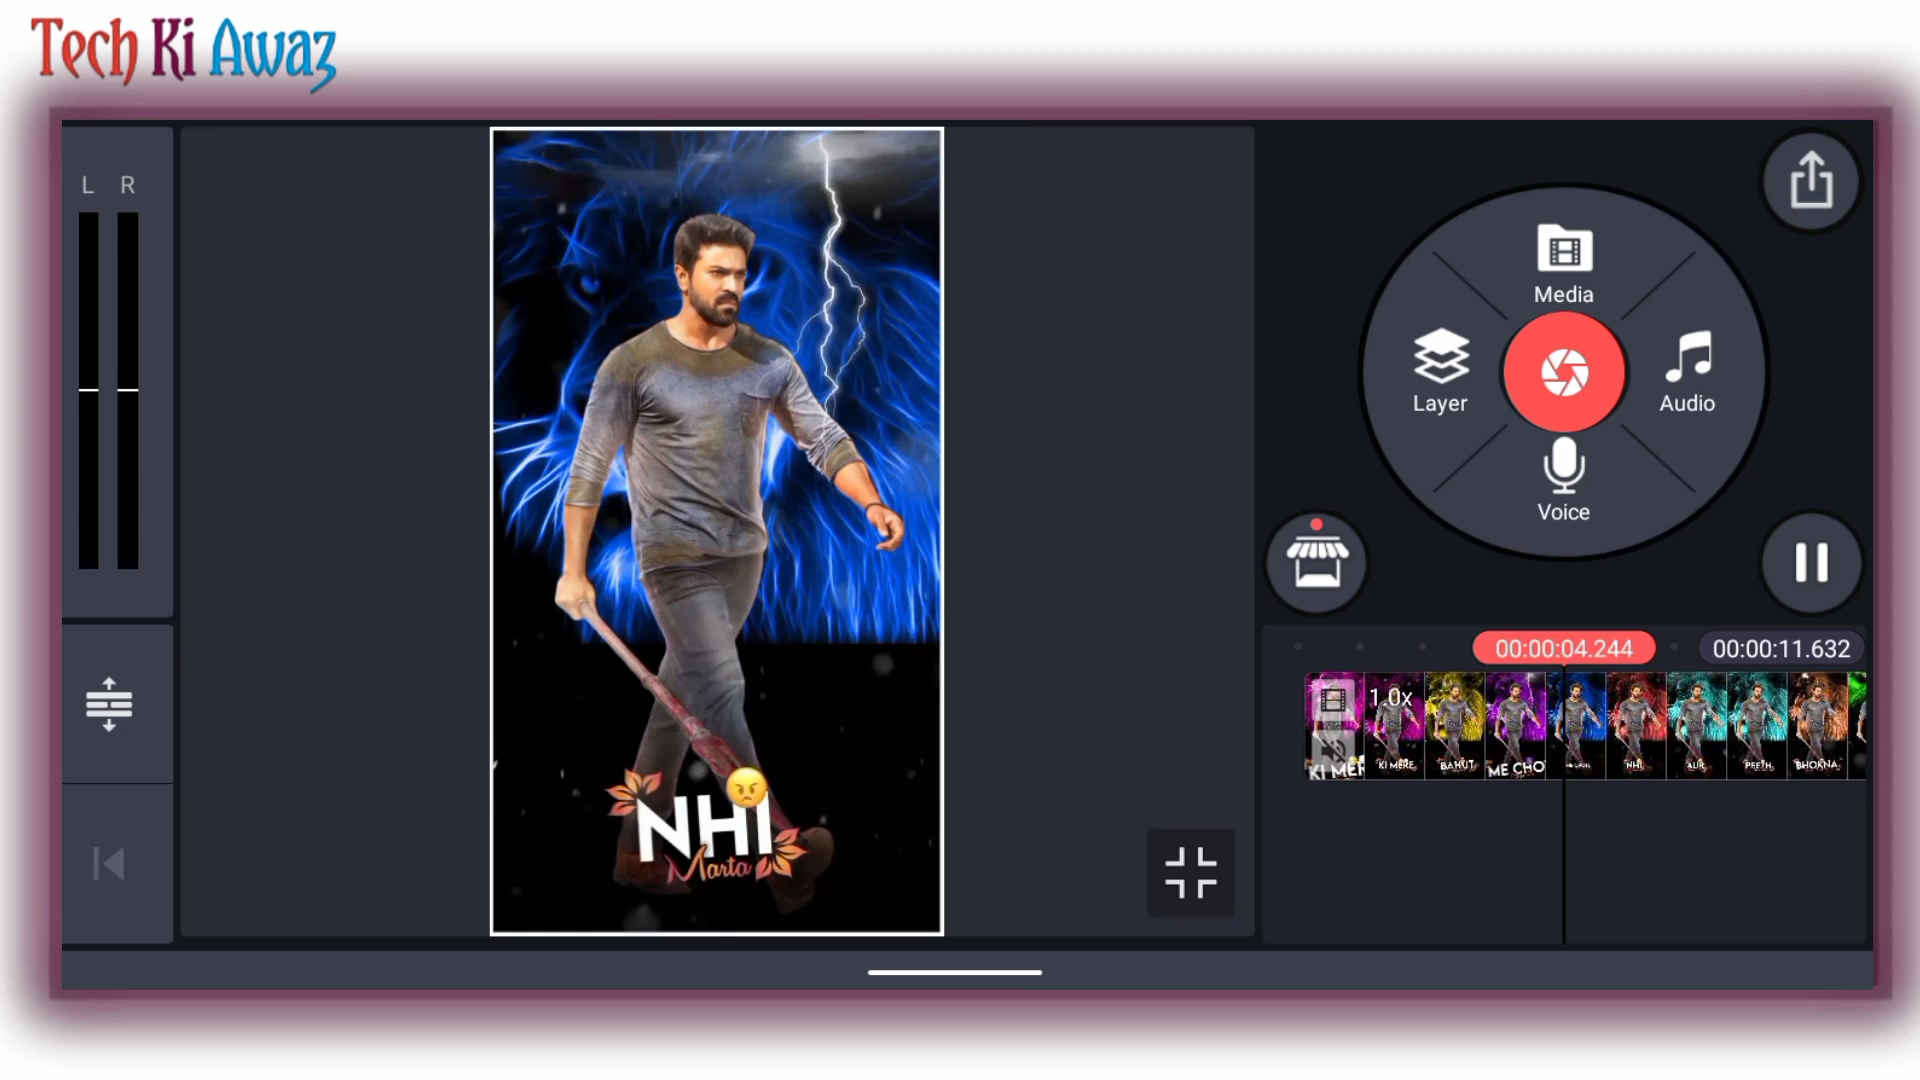 Tech Ki Awaz
L R
Media
Layer
Audio
Voice
00:00:04.244
00:00:11.632
1.0x
KI MERE
BAHUT
ME CHO
NHI
PEETH
BHOKNA
NHI
Marta